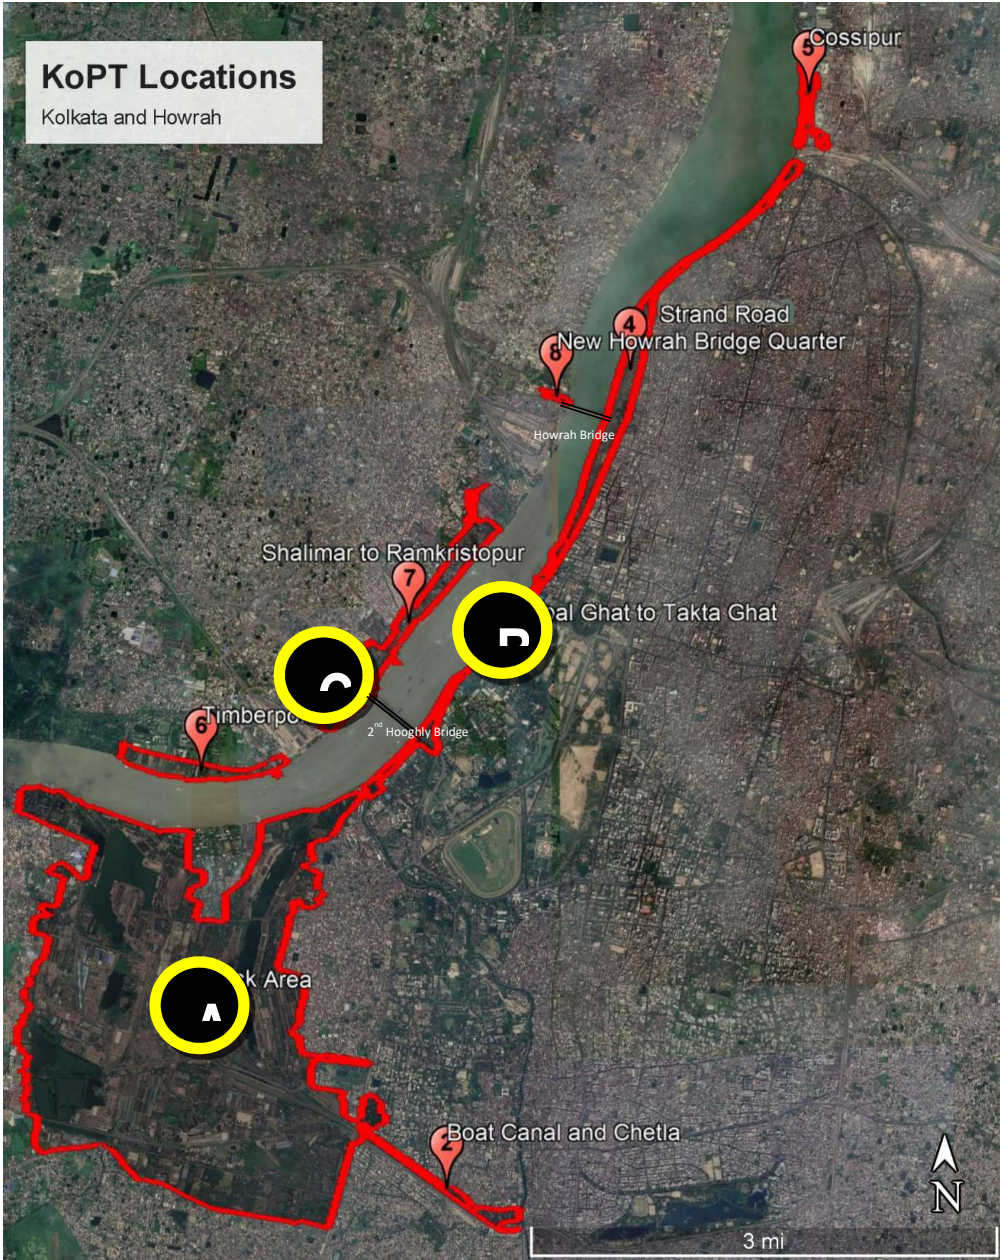 KoPT Locations
Kolkata and Howrah
Cossipur
5
Strand Road
4
New Howrah Bridge Quarter
8
Howrah Bridge
Shalimar to Ramkristopur
7
Ghat to Takta Ghat
2nd Hooghly Bridge
6
Area
Boat Canal and Chetla
2
N
3 mi